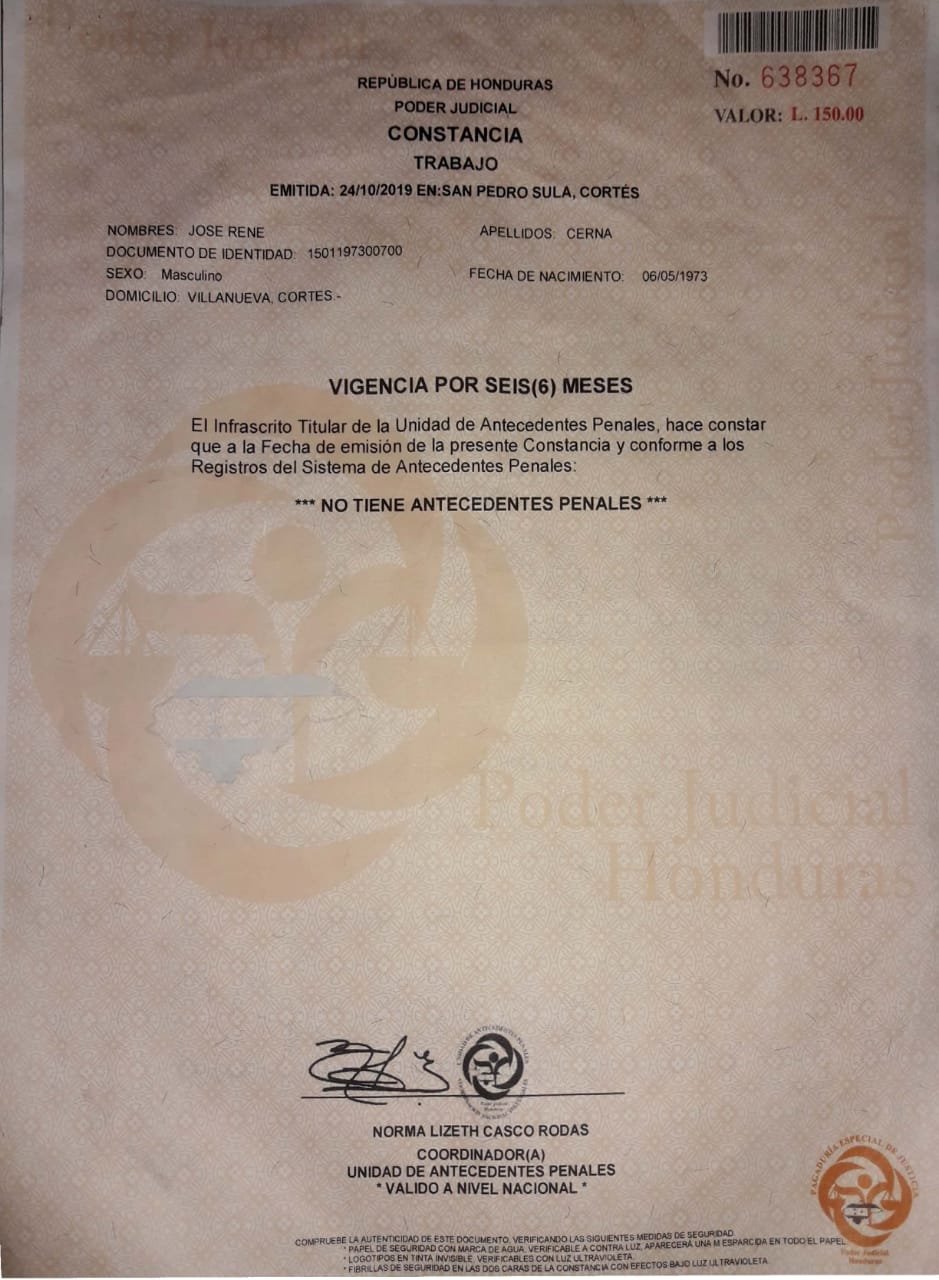 Poder Judicial
No. 638367
VALOR: L. 150.00
REPÚBLICA DE HONDURAS
PODER JUDICIAL
CONSTANCIA
TRABAJO
EMITIDA: 24/10/2019 EN:SAN PEDRO SULA, CORTÉS
NOMBRES: JOSE RENE APELLIDOS: CERNA
DOCUMENTO DE IDENTIDAD: 1501197300700
SEXO: Masculino FECHA DE NACIMIENTO: 06/05/1973
DOMICILIO: VILLANUEVA, CORTES.-
VIGENCIA POR SEIS(6) MESES
El Infrascrito Titular de la Unidad de Antecedentes Penales, hace constar
que a la Fecha de emisión de la presente Constancia y conforme a los
Registros del Sistema de Antecedentes Penales:
*** NO TIENE ANTECEDENTES PENALES ***
Poder Judicial
Honduras
NORMA LIZETH CASCO RODAS
COORDINADOR(A)
UNIDAD DE ANTECEDENTES PENALES
* VALIDO A NIVEL NACIONAL *
PAGADURÍA ESPECIAL DE JUSTICIA
Poder Judicial
Honduras
COMPRUEBE LA AUTENTICIDAD DE ESTE DOCUMENTO, VERIFICANDO LAS SIGUIENTES MEDIDAS DE SEGURIDAD
* PAPEL DE SEGURIDAD CON MARCA DE AGUA, VERIFICABLE A CONTRA LUZ, APARECERÁ UNA M ESPARCIDA EN TODO EL PAPEL
* LOGOTIPOS EN TINTA INVISIBLE, VERIFICABLES CON LUZ ULTRAVIOLETA
* FIBRILLAS DE SEGURIDAD EN LAS DOS CARAS DE LA CONSTANCIA CON EFECTOS BAJO LUZ ULTRAVIOLETA